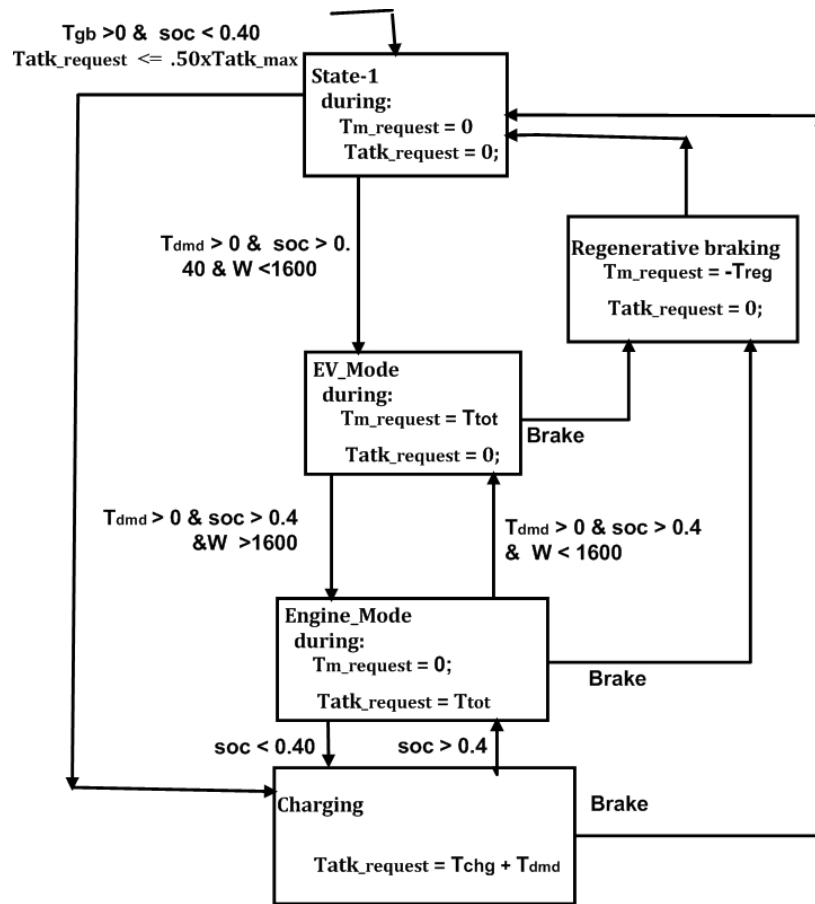 Tgb >0 & soc < 0.40
Tatk_request <= .50xTatk_max
State-1
during:
Tm_request = 0
Tatk_request = 0;
Tdmd > 0 & soc > 0.
40 & W <1600
Regenerative braking
Tm_request = -Treg
Tatk_request = 0;
EV_Mode
during:
Tm_request = Ttot
Tatk_request = 0;
Brake
Tdmd > 0 & soc > 0.4
&W >1600
Tdmd > 0 & soc > 0.4
& W < 1600
Engine_Mode
during:
Tm_request = 0;
Tatk_request = Ttot
Brake
soc < 0.40
soc > 0.4
Charging
Tatk_request = Tchg + Tdmd
Brake